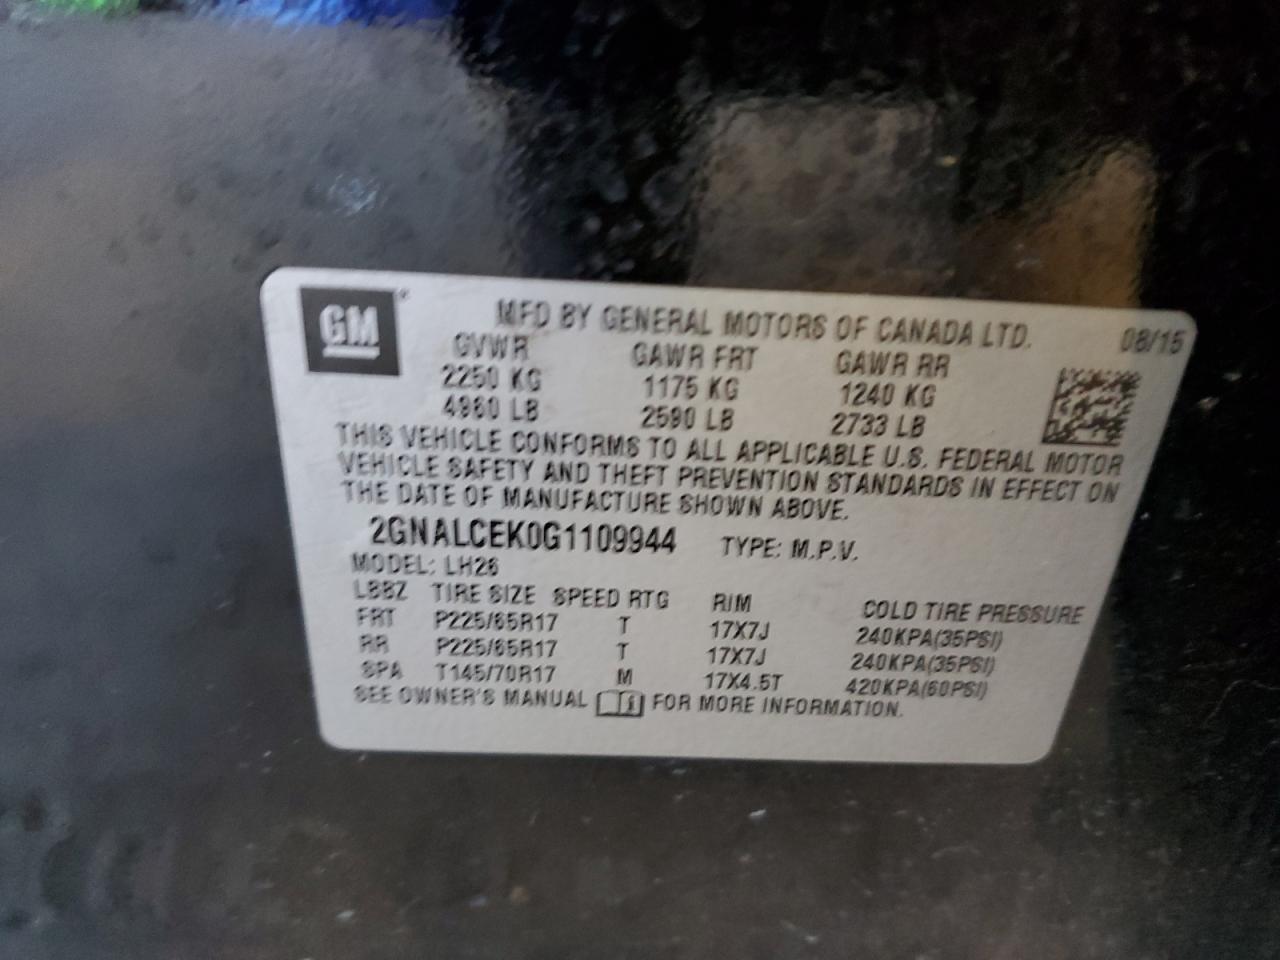 GM
MFD BY GENERAL MOTORS OF CANADA LTD. 08/15
GVWR GAWR FRT GAWR RR
2250 KG 1175 KG 1240 KG
4960 LB 2590 LB 2733 LB
THIS VEHICLE CONFORMS TO ALL APPLICABLE U.S. FEDERAL MOTOR
VEHICLE SAFETY AND THEFT PREVENTION STANDARDS IN EFFECT ON
THE DATE OF MANUFACTURE SHOWN ABOVE.
2GNALCEK0G1109944 TYPE: M.P.V.
MODEL: LH26
LBBZ TIRE SIZE SPEED RTG RIM COLD TIRE PRESSURE
FRT P225/65R17 T 17X7J 240KPA(35PSI)
RR P225/65R17 T 17X7J 240KPA(35PSI)
SPA T145/70R17 M 17X4.5T 420KPA(60PSI)
SEE OWNER'S MANUAL FOR MORE INFORMATION.